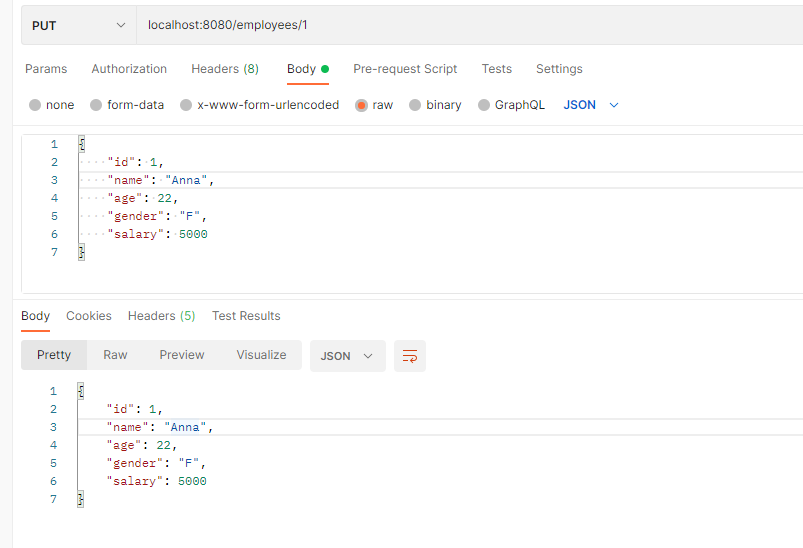 PUT localhost:8080/employees/1
Params Authorization Headers (8) Body Pre-request Script Tests Settings
none form-data x-www-form-urlencoded raw binary GraphQL JSON
1 {
2 "id": 1,
3 "name": "Anna",
4 "age": 22,
5 "gender": "F",
6 "salary": 5000
7 }
Body Cookies Headers (5) Test Results
Pretty Raw Preview Visualize JSON
1 {
2 "id": 1,
3 "name": "Anna",
4 "age": 22,
5 "gender": "F",
6 "salary": 5000
7 }